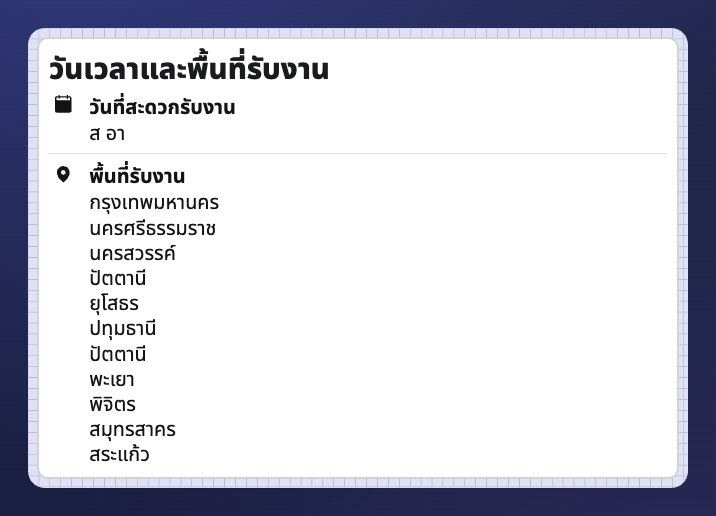 วันเวลาและพื้นที่รับงาน
วันที่สะดวกรับงาน
ส อา
พื้นที่รับงาน
กรุงเทพมหานคร
นครศรีธรรมราช
นครสวรรค์
ปัตตานี
ยุโสธร
ปทุมธานี
ปัตตานี
พะเยา
พิจิตร
สมุทรสาคร
สระแก้ว